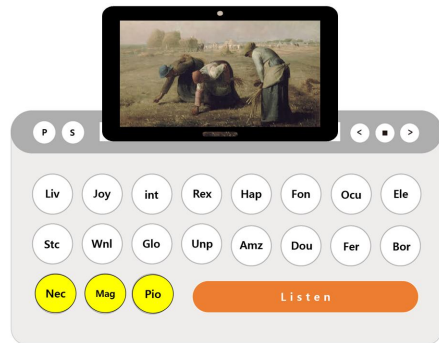 P S < ■ >
Liv Joy int Rex Hap Fon Ocu Ele
Stc Wnl Glo Unp Amz Dou Fer Bor
Nec Mag Pio Listen